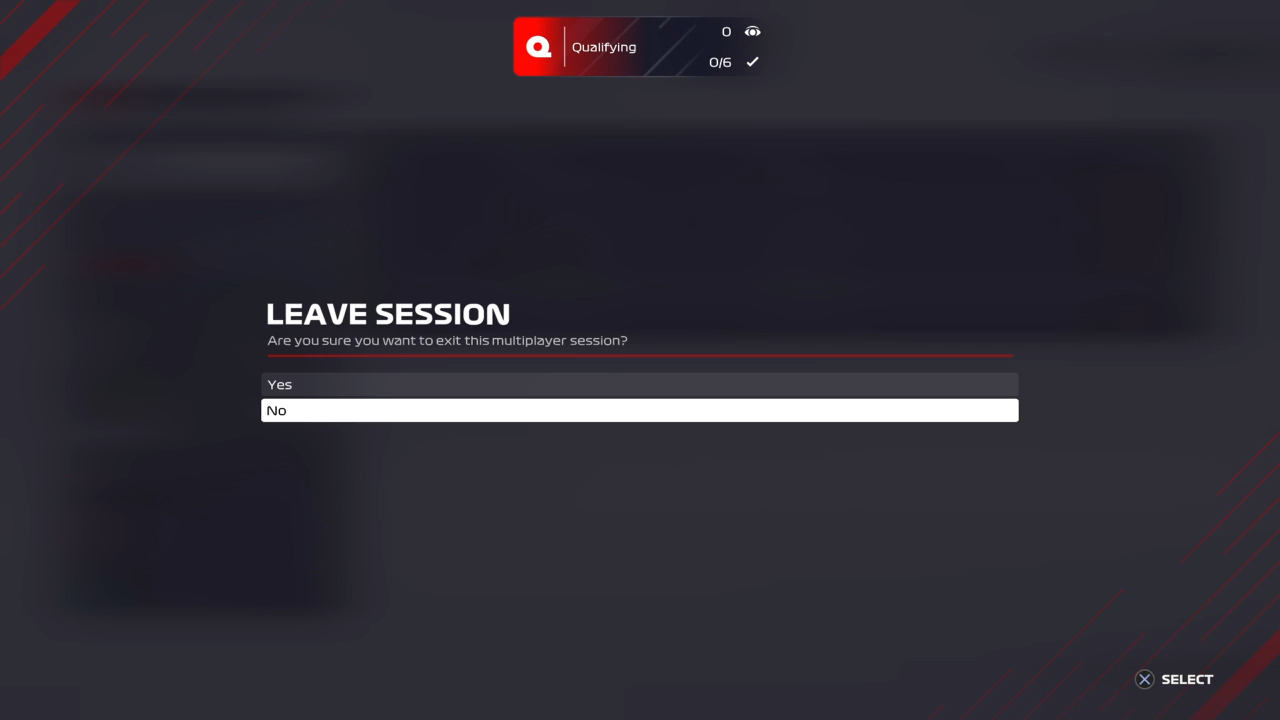 Q Qualifying
0
0/6
LEAVE SESSION
Are you sure you want to exit this multiplayer session?
Yes
No
SELECT